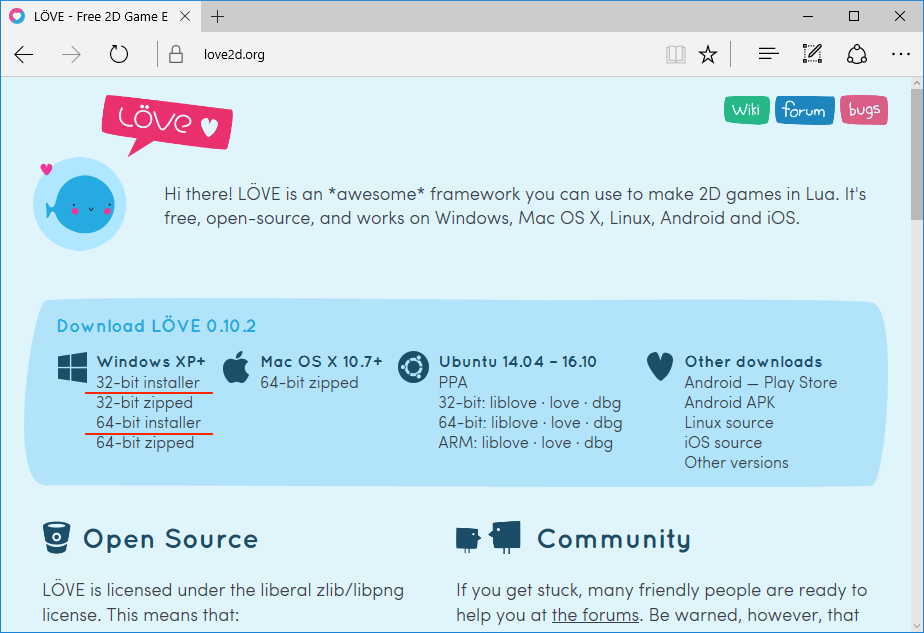 LÖVE - Free 2D Game E
love2d.org
LÖVE
Wiki
forum
bugs
Hi there! LÖVE is an *awesome* framework you can use to make 2D games in Lua. It's
free, open-source, and works on Windows, Mac OS X, Linux, Android and iOS.
Download LÖVE 0.10.2
Windows XP+
32-bit installer
32-bit zipped
64-bit installer
64-bit zipped
Mac OS X 10.7+
64-bit zipped
Ubuntu 14.04 – 16.10
PPA
32-bit: liblove · love · dbg
64-bit: liblove · love · dbg
ARM: liblove · love · dbg
Other downloads
Android — Play Store
Android APK
Linux source
iOS source
Other versions
Open Source
LÖVE is licensed under the liberal zlib/libpng
license. This means that:
Community
If you get stuck, many friendly people are ready to
help you at the forums. Be warned, however, that